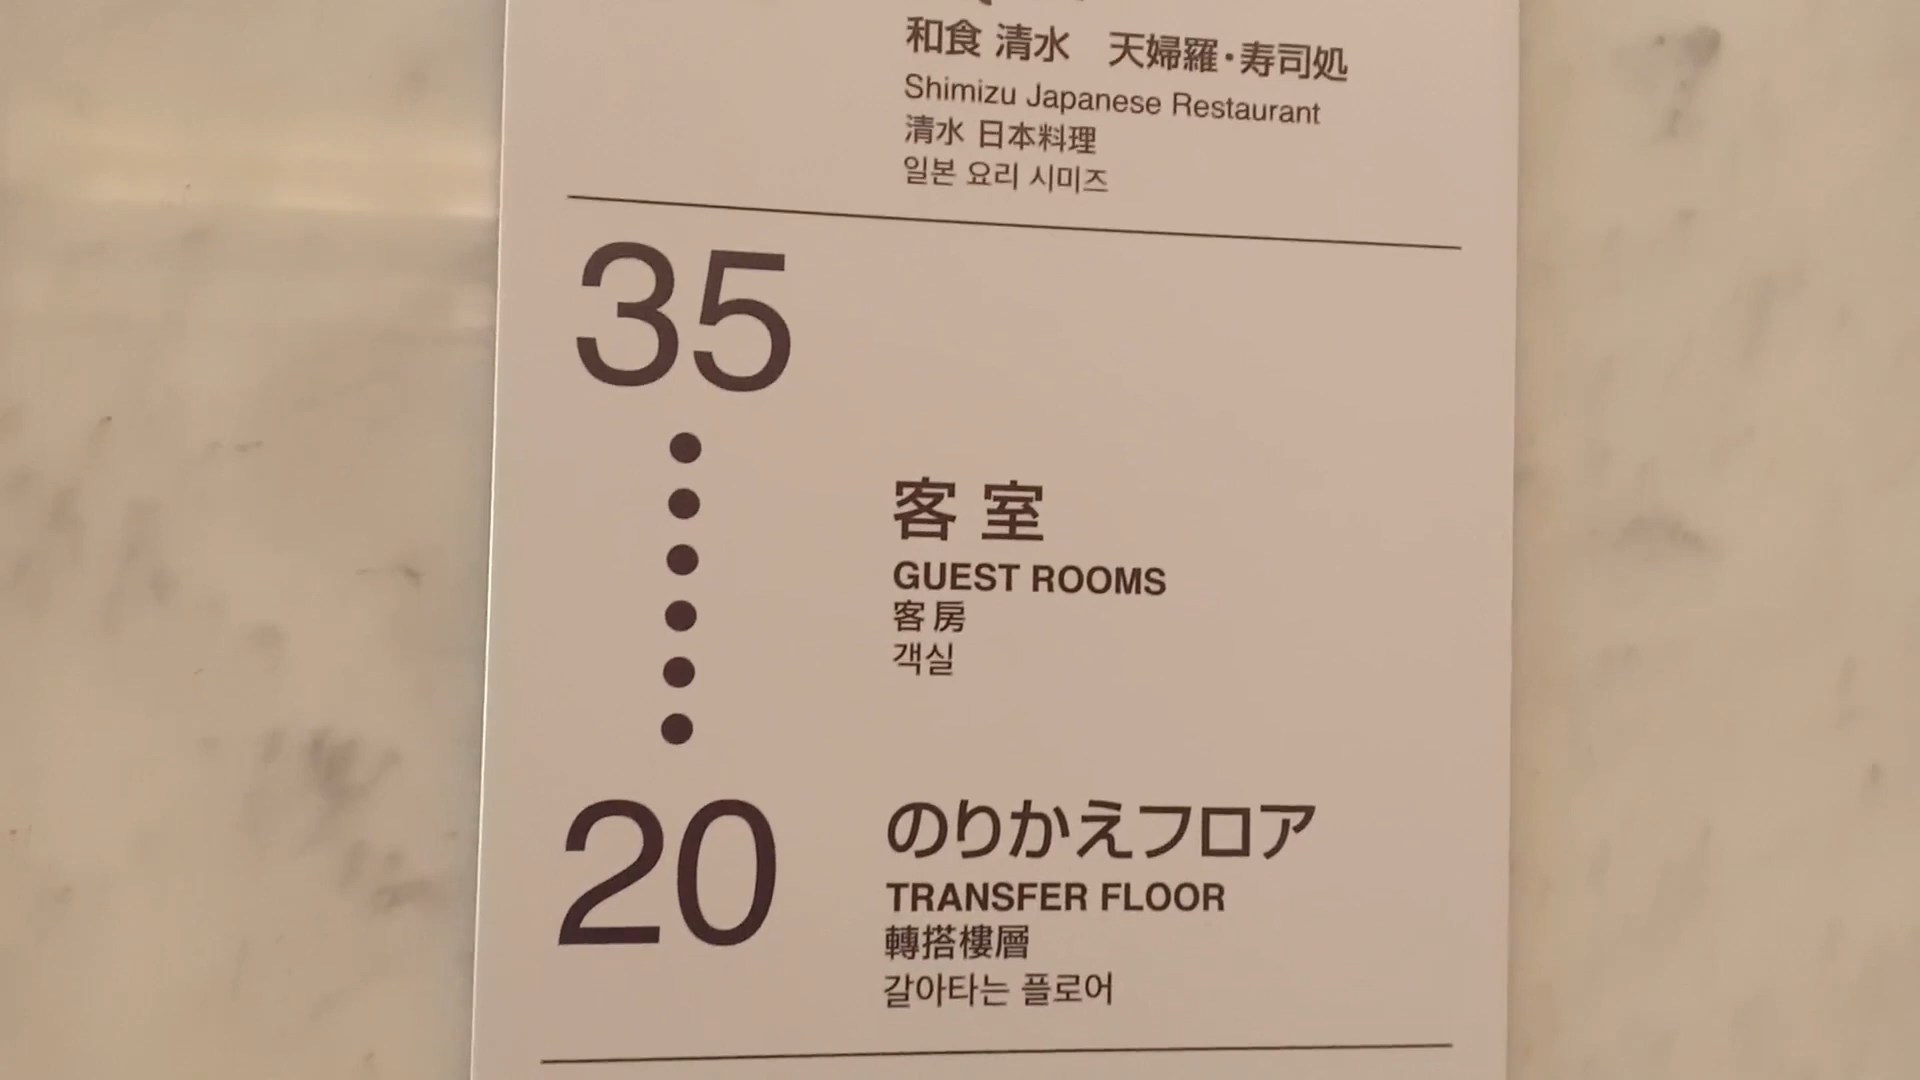 和食 清水　天婦羅・寿司処
Shimizu Japanese Restaurant
清水 日本料理
일본 요리 시미즈
35
客室
GUEST ROOMS
客房
객실
20
のりかえフロア
TRANSFER FLOOR
轉搭樓層
갈아타는 플로어